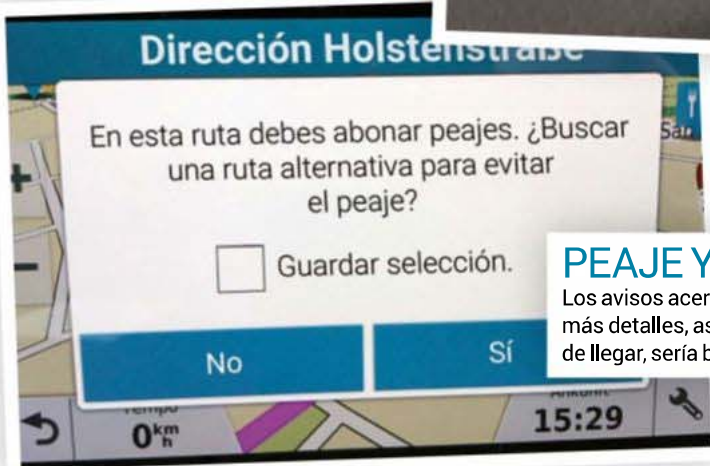 Dirección Holstenstraße
En esta ruta debes abonar peajes. ¿Buscar
una ruta alternativa para evitar
el peaje?
Guardar selección.
PEAJE Y
Los avisos acer
más detalles, as
de llegar, sería b
No
Sí
Tempo
Ankunft
0 km/h
15:29